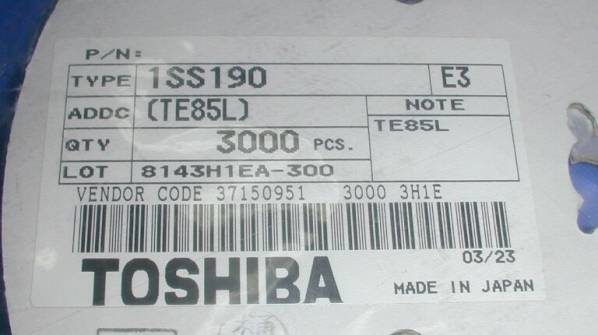 P/N:
TYPE 1SS190 E3
ADDC (TE85L) NOTE
TE85L
QTY 3000 PCS.
LOT 8143H1EA-300
VENDOR CODE 37150951 3000 3H1E
03/23
TOSHIBA MADE IN JAPAN